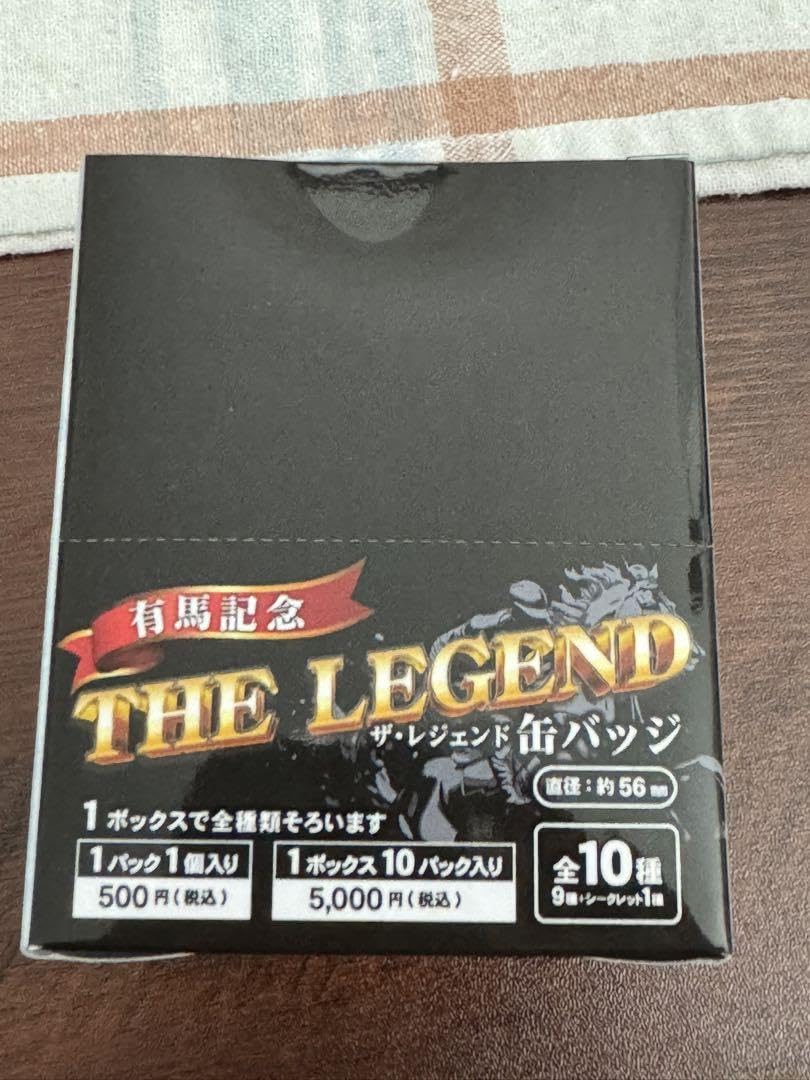 有馬記念
THE LEGEND
ザ・レジェンド 缶バッジ
直径:約56mm
1ボックスで全種類そろいます
1パック1個入り
500円(税込)
1ボックス10パック入り
5,000円(税込)
全10種
9種+シークレット1種